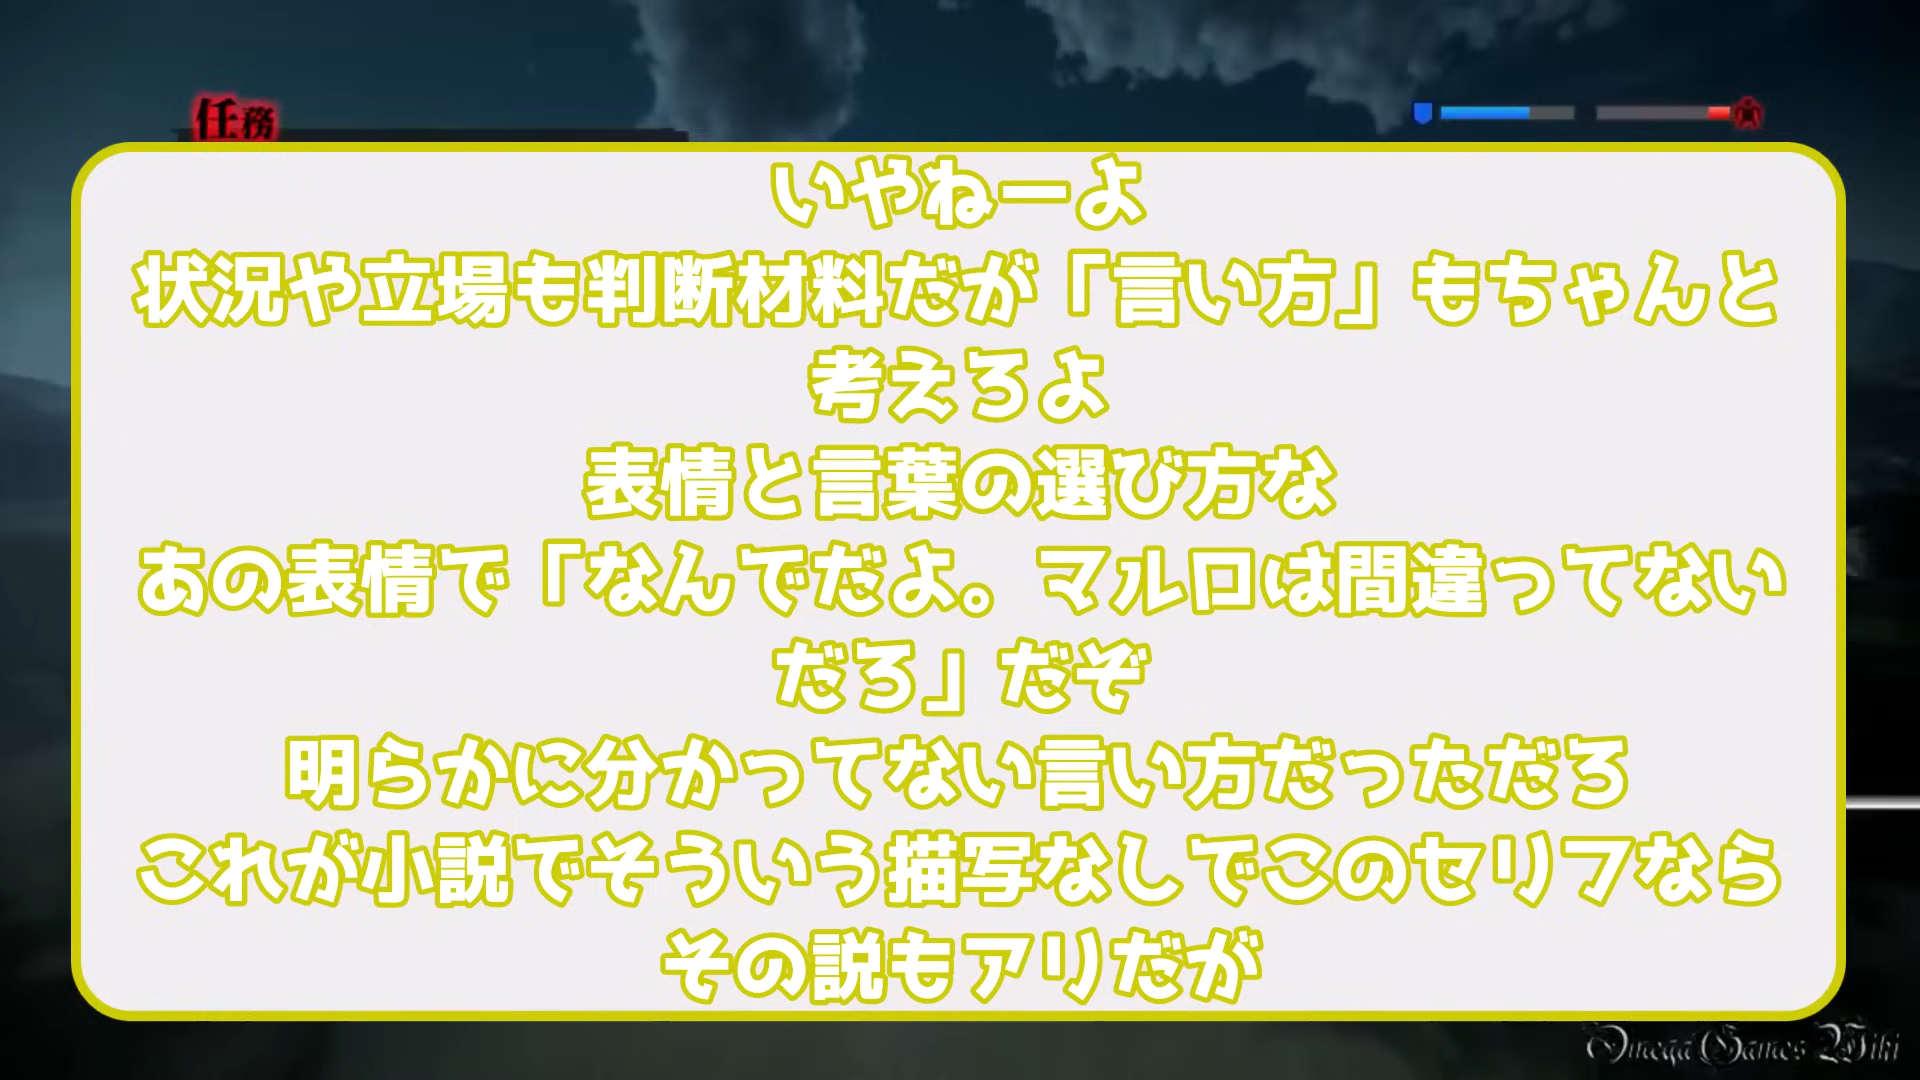 任務
いやねーよ
状況や立場も判断材料だが「言い方」もちゃんと
考えろよ
表情と言葉の選び方な
あの表情で「なんでだよ。マルロは間違ってない
だろ」だぞ
明らかに分かってない言い方だっただろ
これが小説でそういう描写なしでこのセリフなら
その説もアリだが
Omega Games Wiki